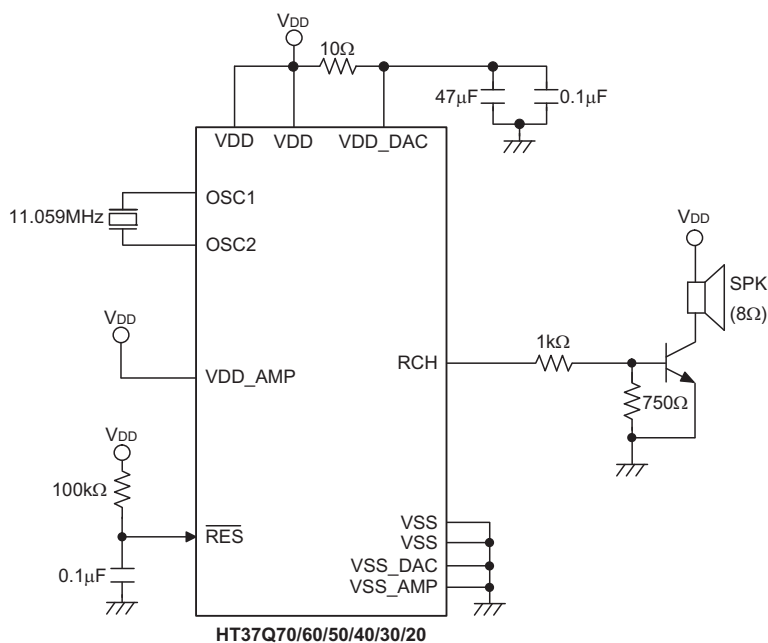 VDD
10Ω
47μF
0.1μF
VDD
VDD
VDD_DAC
OSC1
11.059MHz
OSC2
VDD
SPK
(8Ω)
VDD
1kΩ
RCH
VDD_AMP
750Ω
VDD
100kΩ
RES
VSS
VSS
VSS_DAC
VSS_AMP
0.1μF
HT37Q70/60/50/40/30/20